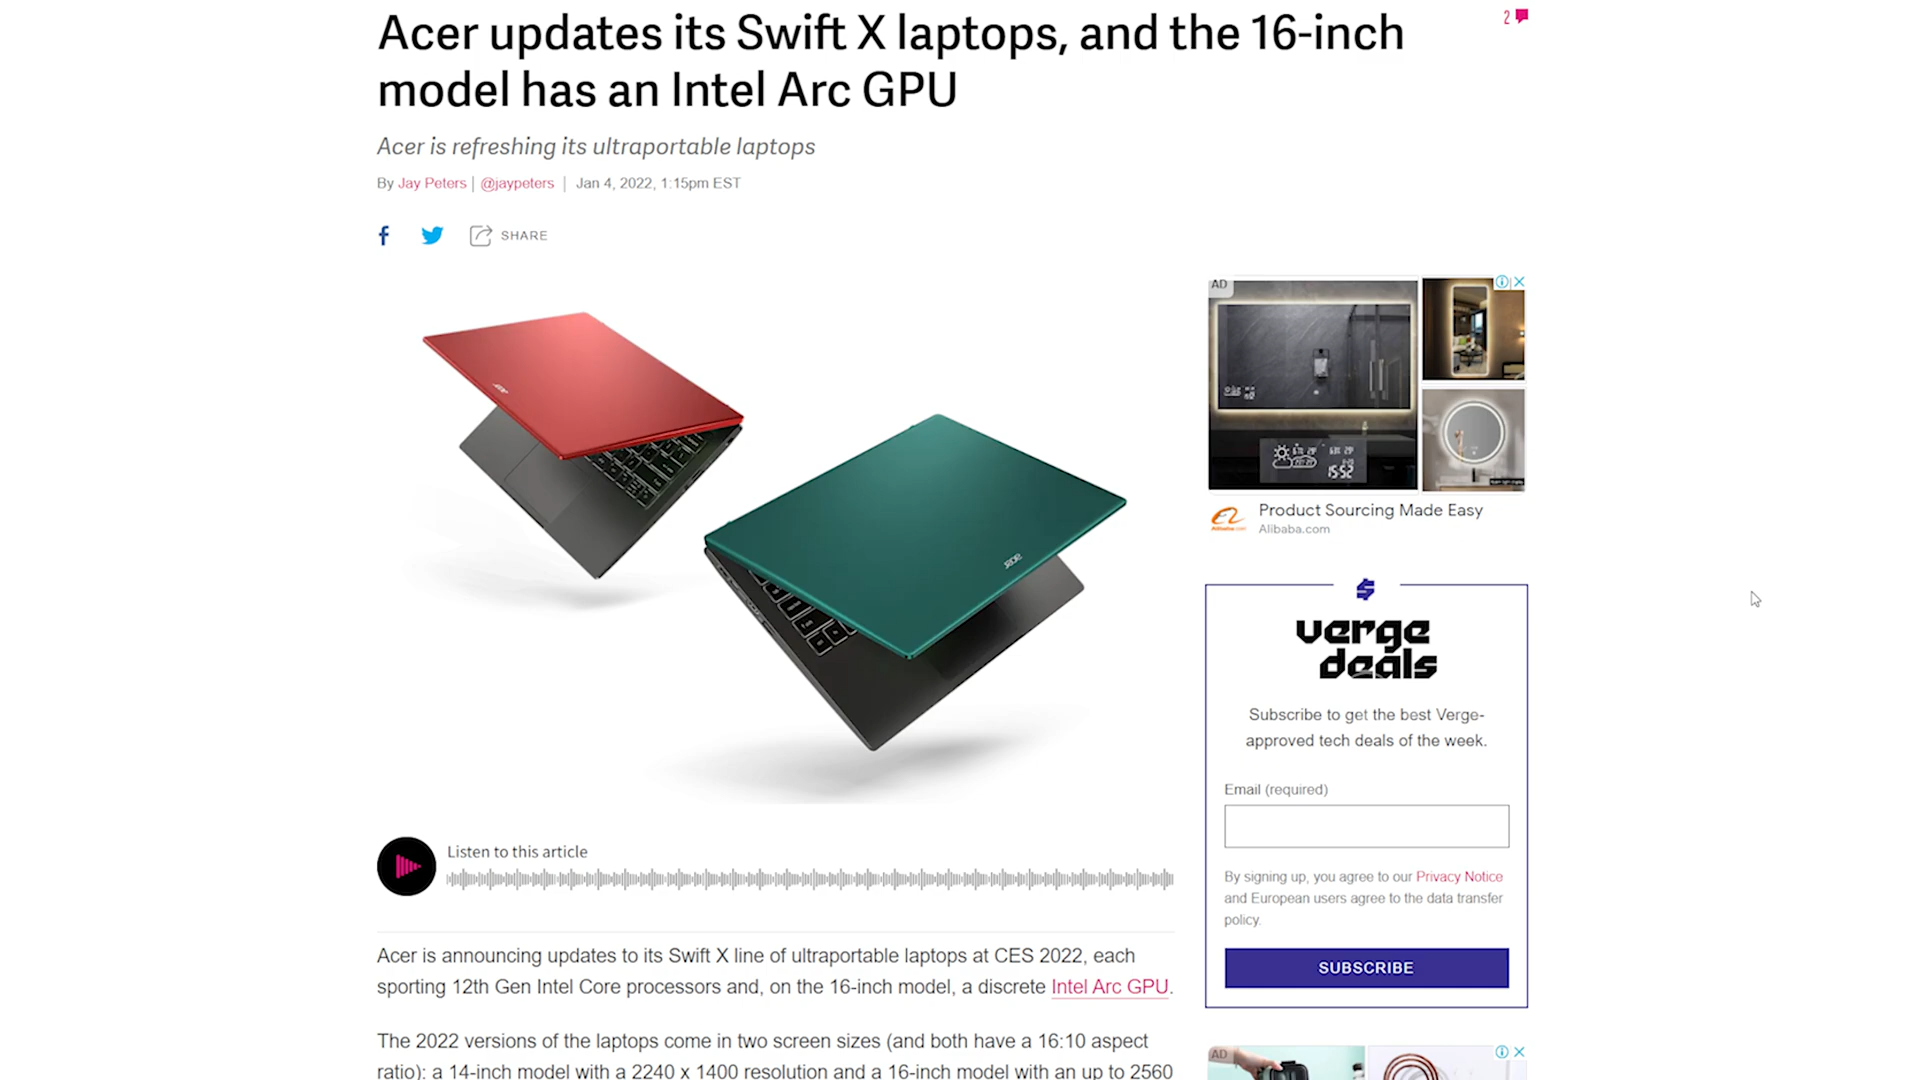 Acer updates its Swift X laptops, and the 16-inch
model has an Intel Arc GPU
2
Acer is refreshing its ultraportable laptops
By Jay Peters | @jaypeters | Jan 4, 2022, 1:15pm EST
SHARE
acer
acer
AD
15:52
Product Sourcing Made Easy
Alibaba.com
Alibaba.com
verge
deals
Subscribe to get the best Verge-
approved tech deals of the week.
Email (required)
By signing up, you agree to our Privacy Notice
and European users agree to the data transfer
policy.
SUBSCRIBE
AD
Listen to this article
Acer is announcing updates to its Swift X line of ultraportable laptops at CES 2022, each
sporting 12th Gen Intel Core processors and, on the 16-inch model, a discrete Intel Arc GPU.
The 2022 versions of the laptops come in two screen sizes (and both have a 16:10 aspect
ratio): a 14-inch model with a 2240 x 1400 resolution and a 16-inch model with an up to 2560